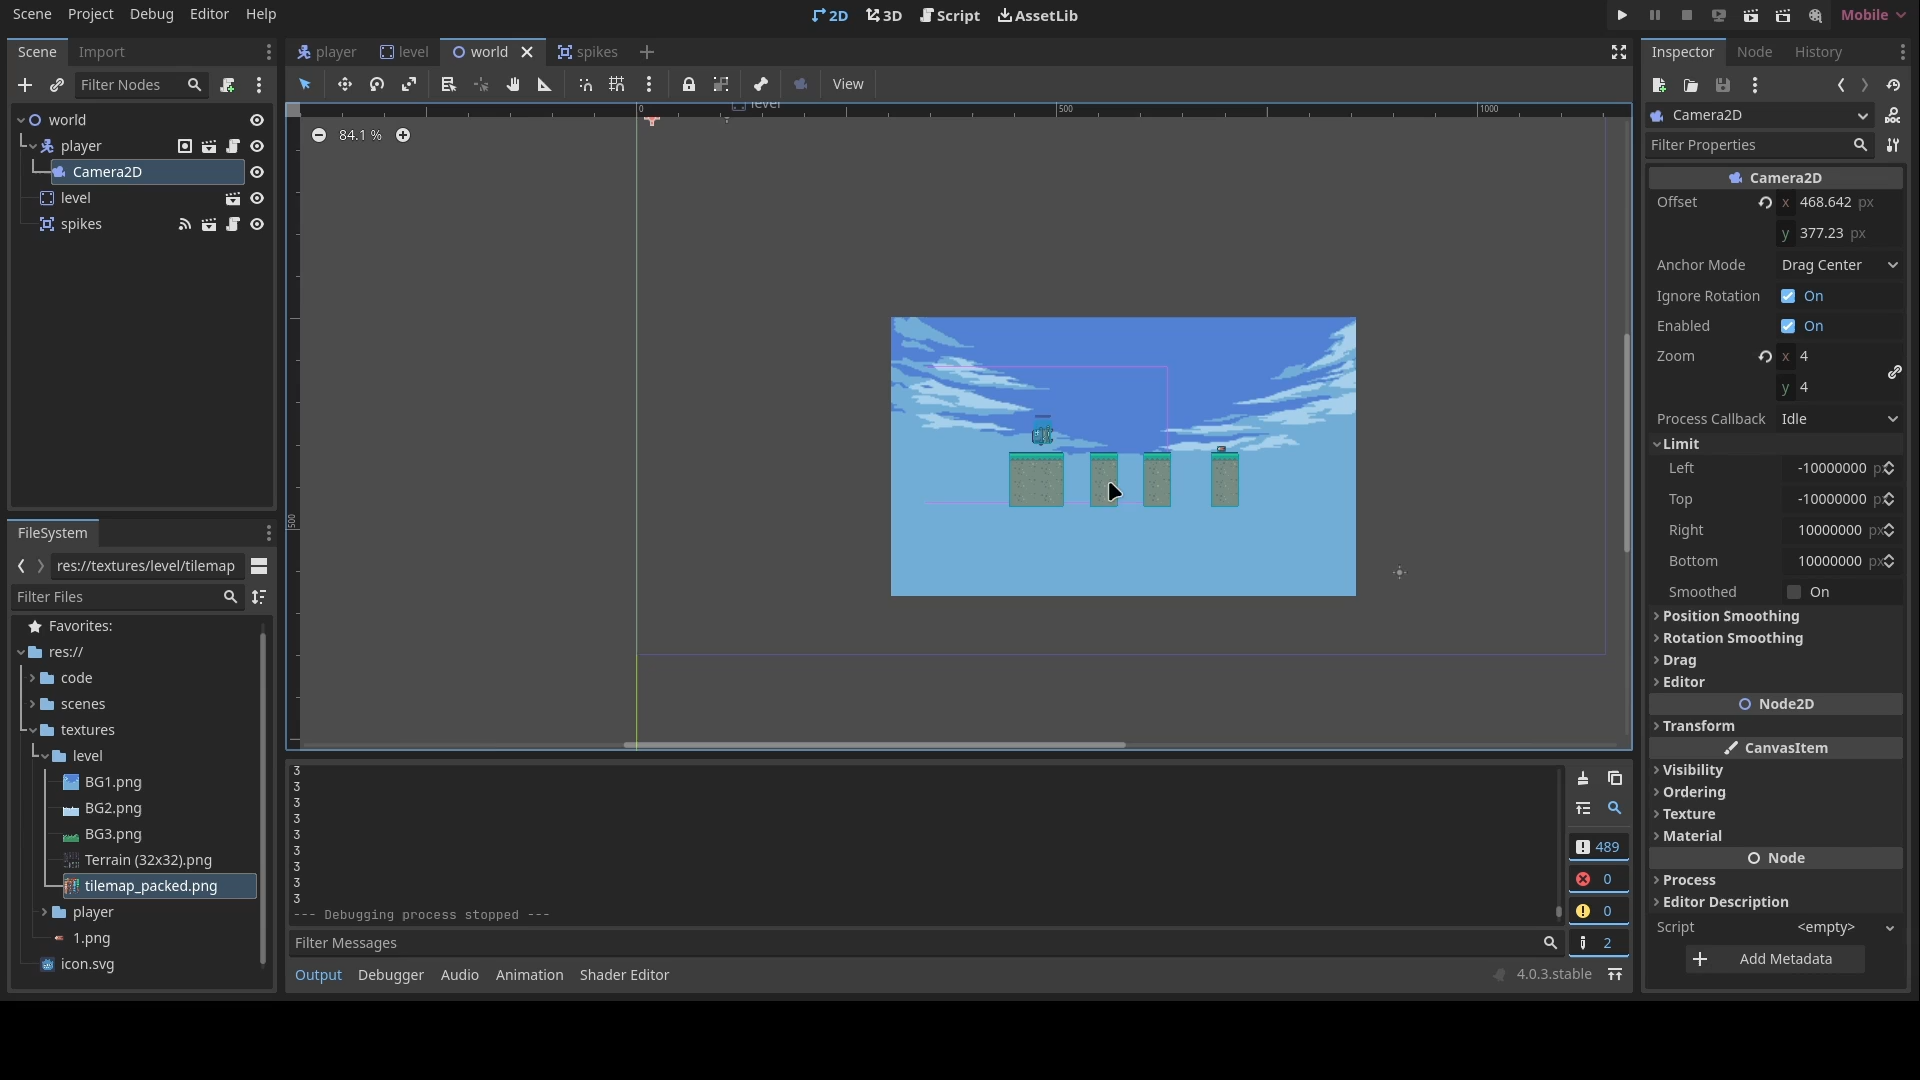 Scene Project Debug Editor Help
2D 3D Script AssetLib
Mobile
Scene Import
Filter Nodes
world
player
Camera2D
level
spikes
FileSystem
res://textures/level/tilemap
Filter Files
Favorites:
res://
code
scenes
textures
level
BG1.png
BG2.png
BG3.png
Terrain (32x32).png
tilemap_packed.png
player
1.png
icon.svg
player level world spikes
View
0 500 1000
level
84.1 %
500
3
3
3
3
3
3
3
3
3
--- Debugging process stopped ---
489
0
0
2
Filter Messages
Output Debugger Audio Animation Shader Editor
4.0.3.stable
Inspector Node History
Camera2D
Filter Properties
Camera2D
Offset x 468.642 px
y 377.23 px
Anchor Mode Drag Center
Ignore Rotation On
Enabled On
Zoom x 4
y 4
Process Callback Idle
Limit
Left -10000000 p
Top -10000000 p
Right 10000000 px
Bottom 10000000 px
Smoothed On
Position Smoothing
Rotation Smoothing
Drag
Editor
Node2D
Transform
CanvasItem
Visibility
Ordering
Texture
Material
Node
Process
Editor Description
Script <empty>
Add Metadata